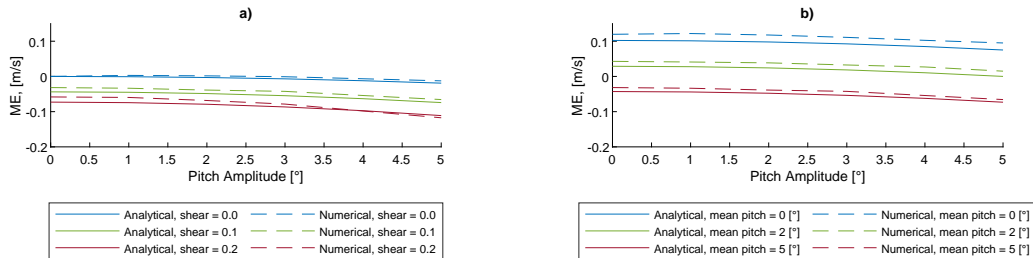 a)
ME, [m/s]
0.1
0
-0.1
-0.2
0 0.5 1 1.5 2 2.5 3 3.5 4 4.5 5
Pitch Amplitude [°]
Analytical, shear = 0.0 Numerical, shear = 0.0
Analytical, shear = 0.1 Numerical, shear = 0.1
Analytical, shear = 0.2 Numerical, shear = 0.2
b)
ME, [m/s]
0.1
0
-0.1
-0.2
0 0.5 1 1.5 2 2.5 3 3.5 4 4.5 5
Pitch Amplitude [°]
Analytical, mean pitch = 0 [°] Numerical, mean pitch = 0 [°]
Analytical, mean pitch = 2 [°] Numerical, mean pitch = 2 [°]
Analytical, mean pitch = 5 [°] Numerical, mean pitch = 5 [°]